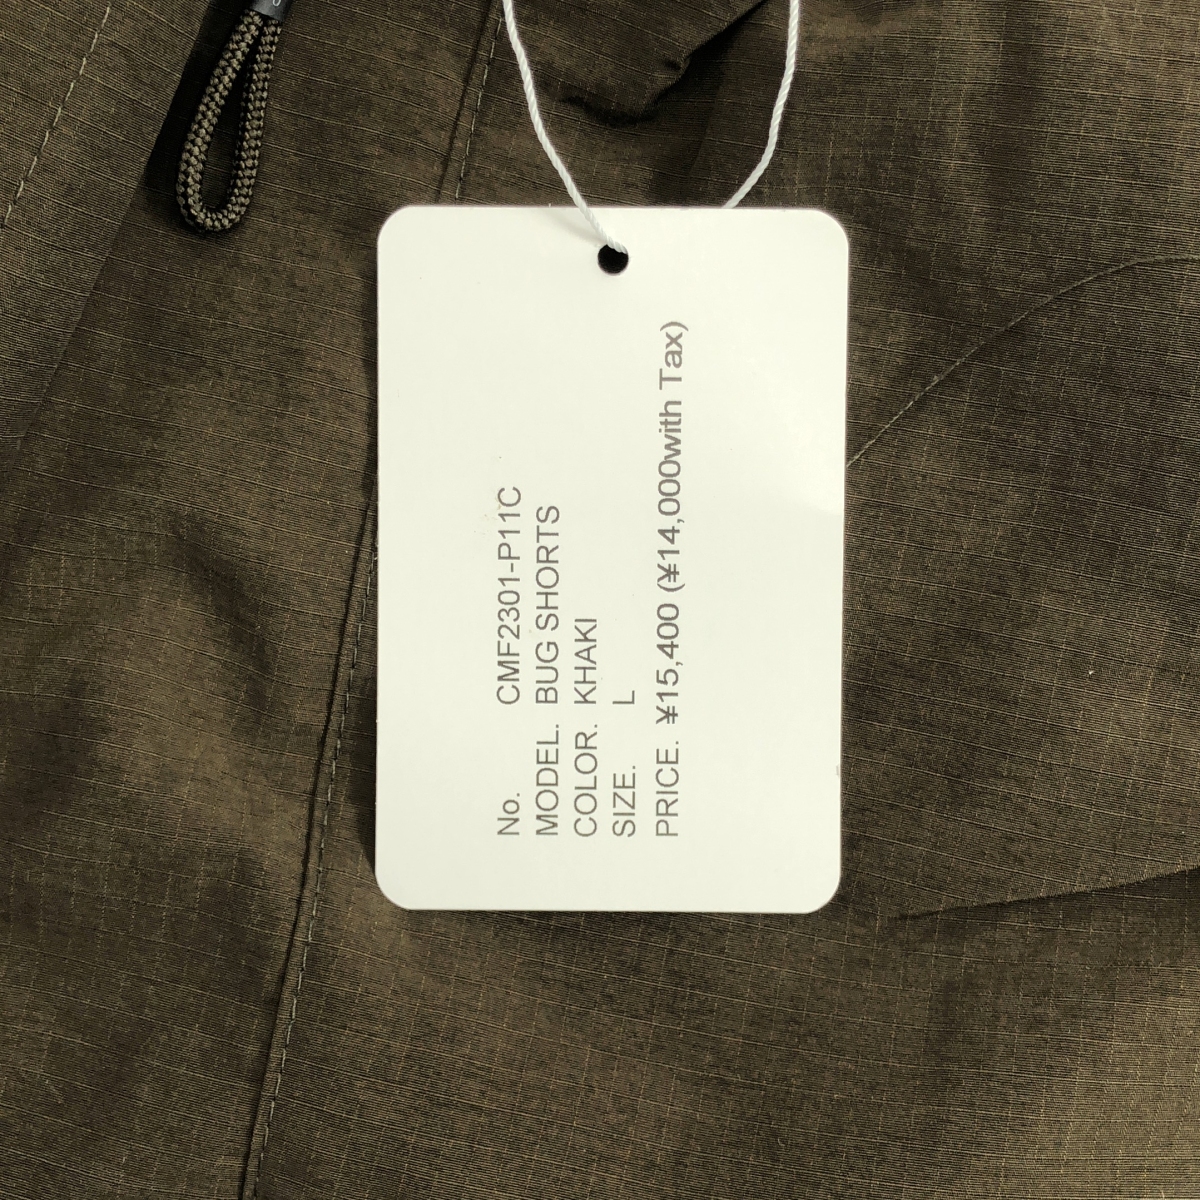 No. CMF2301-P11C
MODEL. BUG SHORTS
COLOR. KHAKI
SIZE. L
PRICE. ¥15,400 (¥14,000with Tax)